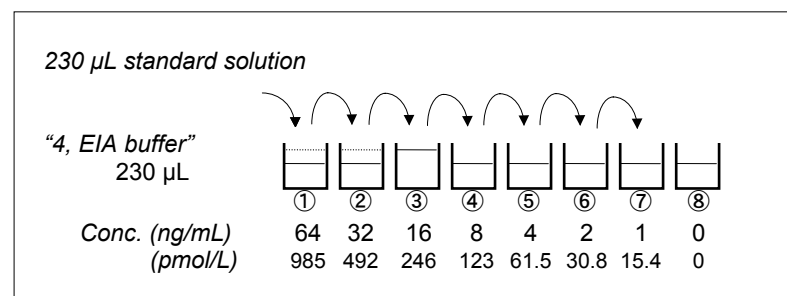 230 µL standard solution
“4, EIA buffer”
230 µL
① ② ③ ④ ⑤ ⑥ ⑦ ⑧
Conc. (ng/mL) 64 32 16 8 4 2 1 0
(pmol/L) 985 492 246 123 61.5 30.8 15.4 0